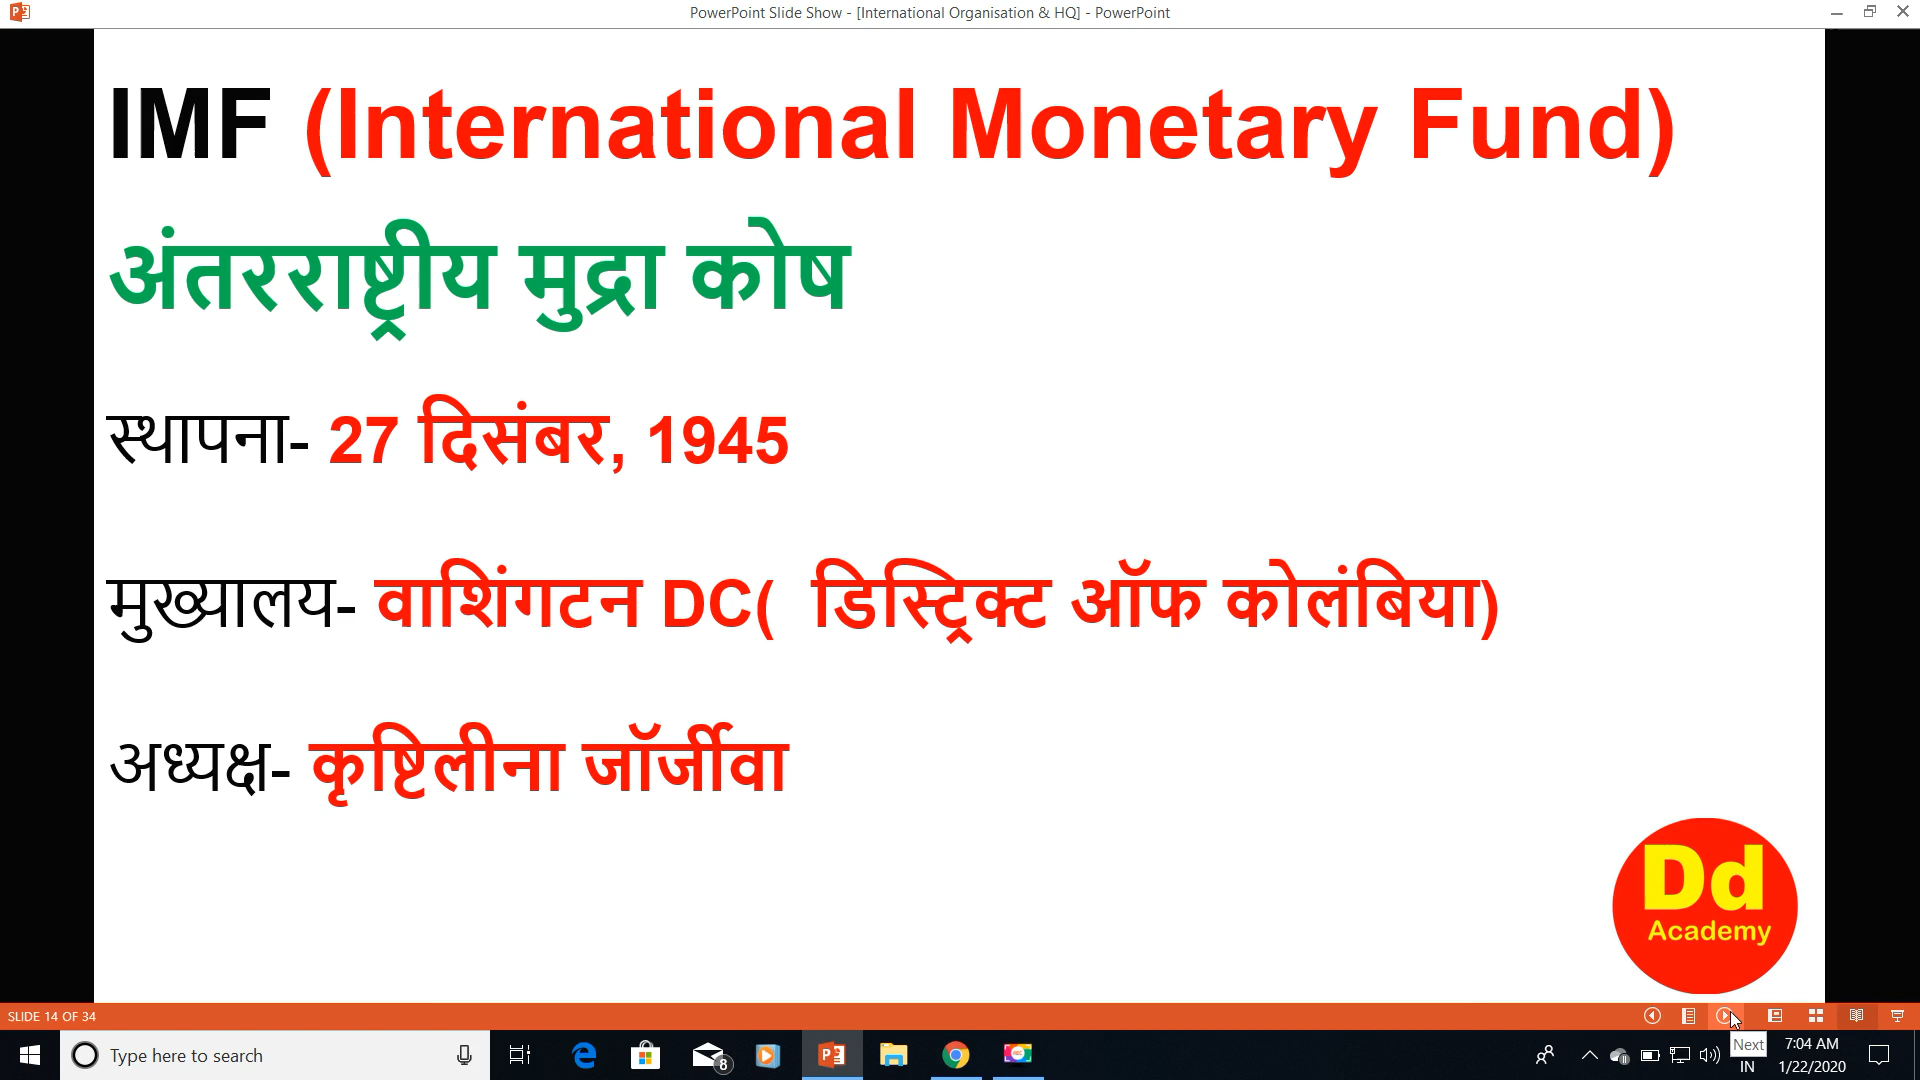 PowerPoint Slide Show - [International Organisation & HQ] - PowerPoint
IMF (International Monetary Fund)
अंतरराष्ट्रीय मुद्रा कोष
स्थापना- 27 दिसंबर, 1945
मुख्यालय- वाशिंगटन DC( डिस्ट्रिक्ट ऑफ कोलंबिया)
अध्यक्ष- कृष्टिलीना जॉर्जीवा
Dd
Academy
SLIDE 14 OF 34
Type here to search
8
Next
IN
7:04 AM
1/22/2020